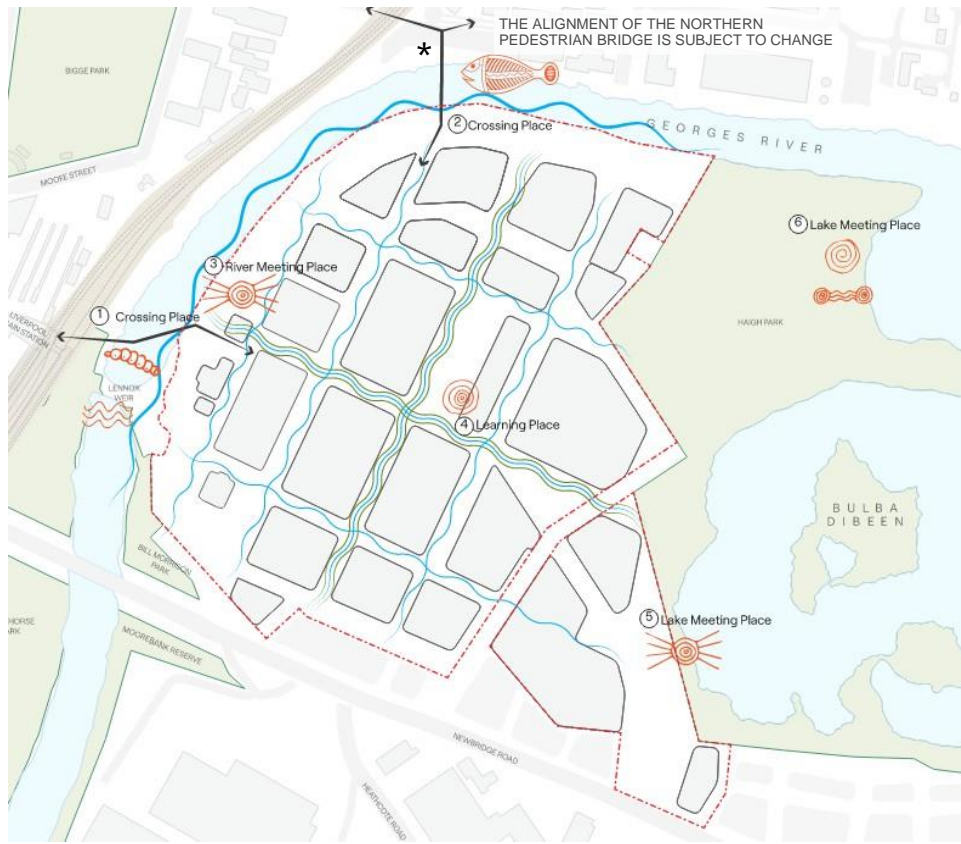 THE ALIGNMENT OF THE NORTHERN
PEDESTRIAN BRIDGE IS SUBJECT TO CHANGE
*
BIGGE PARK
MOORE STREET
2 Crossing Place
GEORGES RIVER
6 Lake Meeting Place
3 River Meeting Place
1 Crossing Place
LIVERPOOL
STATION
HAIGH PARK
LENNOX
WEIR
4 Learning Place
BULBA
DIBEEN
BILL MORRISON
PARK
HORSE
MOOREBANK RESERVE
5 Lake Meeting Place
NEWBRIDGE ROAD
HEATHCOTE ROAD